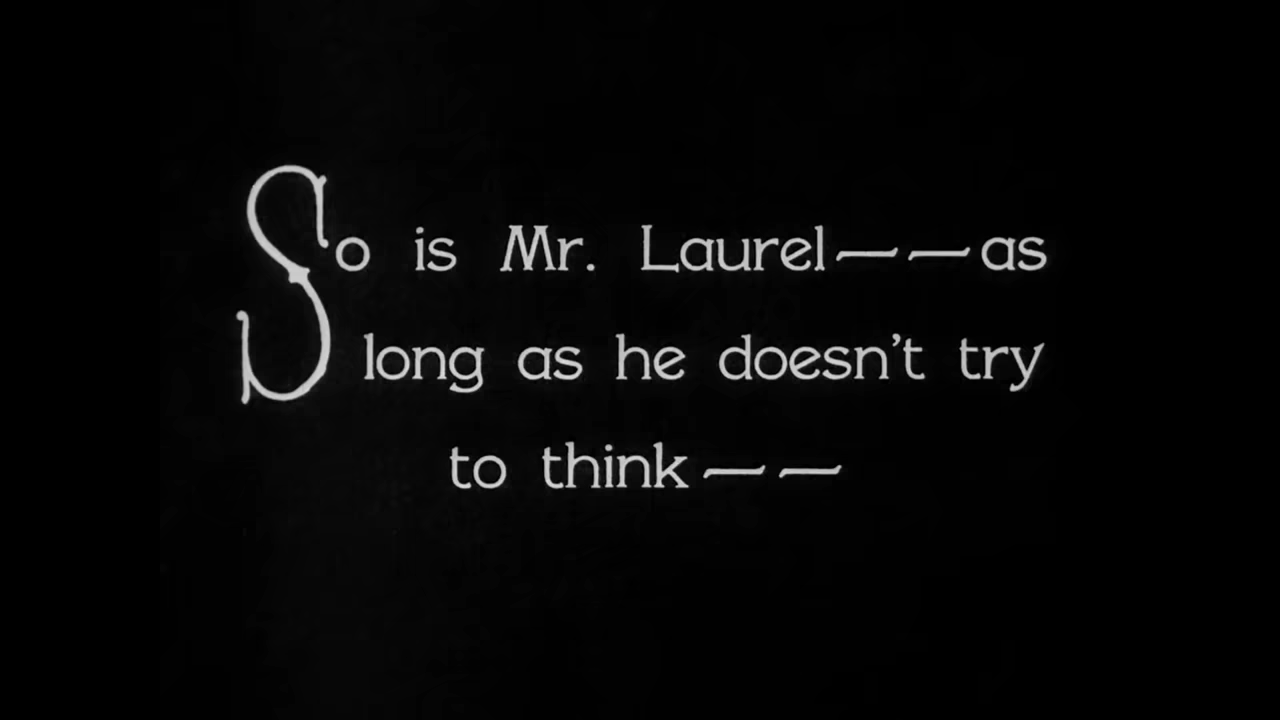 So is Mr. Laurel——as
long as he doesn't try
to think——